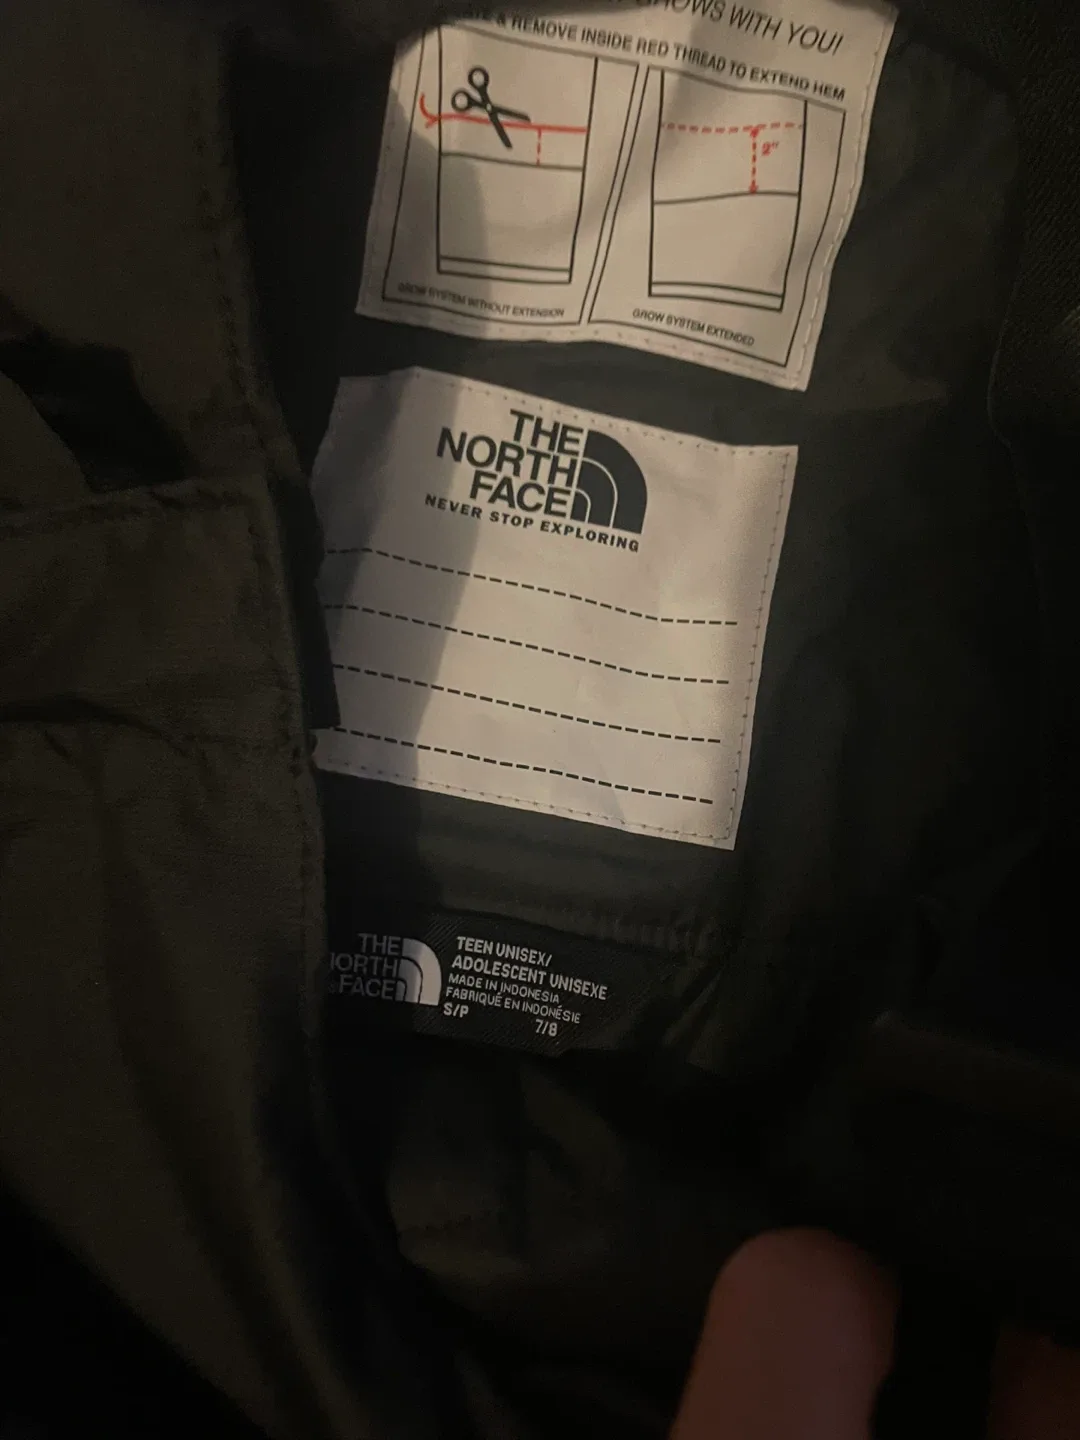 GROWS WITH YOU!
& REMOVE INSIDE RED THREAD TO EXTEND HEM
2"
GROW SYSTEM WITHOUT EXTENSION
GROW SYSTEM EXTENDED
THE
NORTH
FACE
NEVER STOP EXPLORING
THE
NORTH
FACE
TEEN UNISEX/
ADOLESCENT UNISEXE
MADE IN INDONESIA
FABRIQUÉ EN INDONÉSIE
S/P 7/8